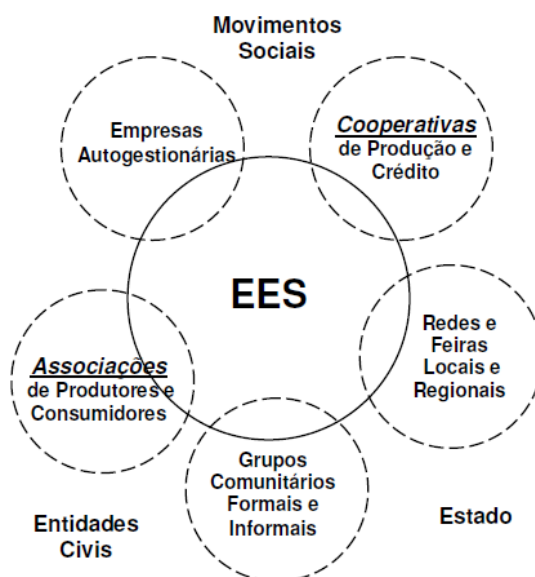 Movimentos
Sociais
Empresas
Autogestionárias
Cooperativas
de Produção e
Crédito
EES
Redes e
Feiras
Locais e
Regionais
Associações
de Produtores e
Consumidores
Grupos
Comunitários
Formais e
Informais
Entidades
Civis
Estado